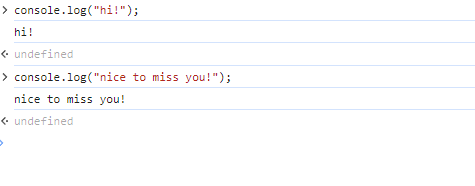 console.log("hi!");
hi!
undefined
console.log("nice to miss you!");
nice to miss you!
undefined